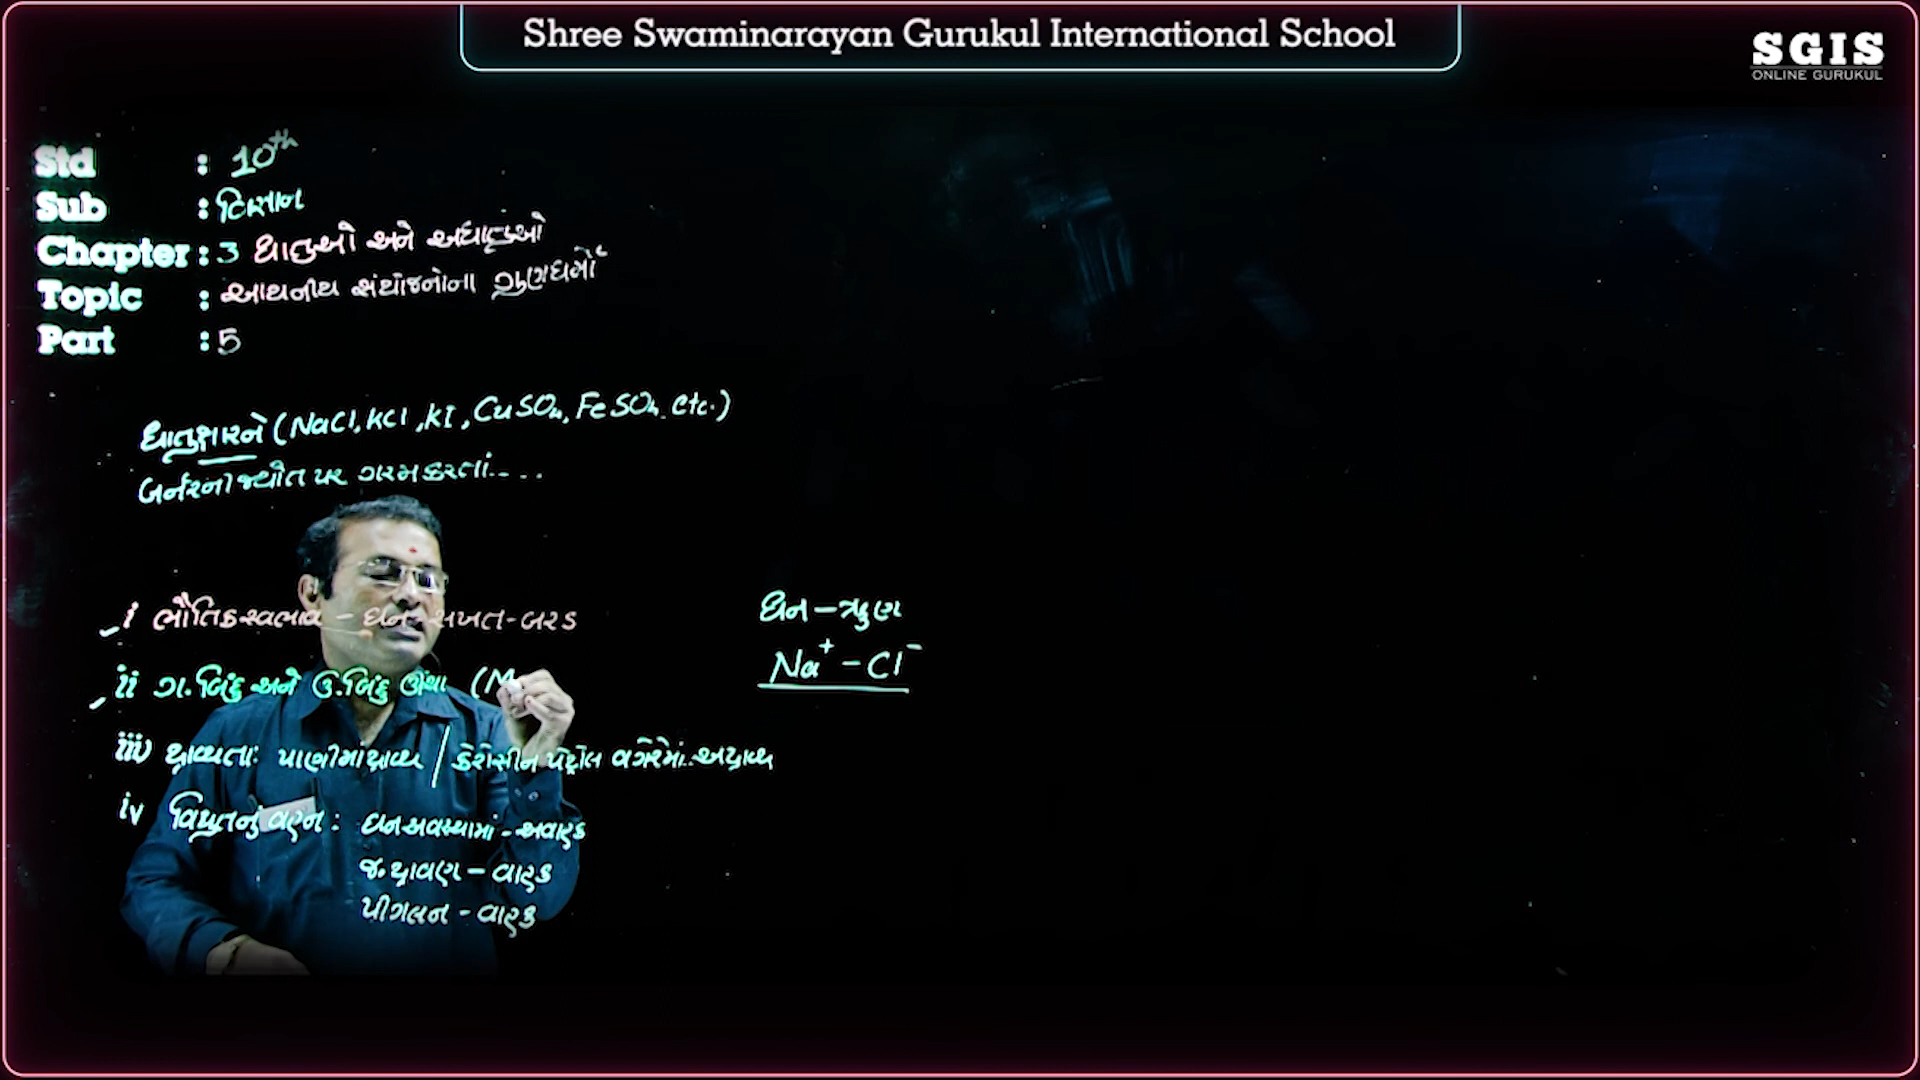 Shree Swaminarayan Gurukul International School
SGIS
ONLINE GURUKUL
Std : 10th
Sub : વિજ્ઞાન
Chapter : 3 ધાતુઓ અને અધાતુઓ
Topic : આયનીય સંયોજનોના ગુણધર્મો
Part : 5
ધાતુક્ષારને (NaCl, KCl, KI, CuSO4, FeSO4 etc.)
બર્નરની જ્યોત પર ગરમ કરતાં....
i ભૌતિક સ્વભાવ - ઘન - સખત - બરડ
ii ગ. બિંદુ અને ઉ. બિંદુ ઊંચા (M
iii) દ્રાવ્યતા: પાણીમાં દ્રાવ્ય / કેરોસીન પેટ્રોલ વગેરેમાં અદ્રાવ્ય
iv વિદ્યુતનું વહન : ઘન અવસ્થામાં - અવાહક
જ. દ્રાવણ - વાહક
પીગલન - વાહક
ધન - ઋણ
Na+ - Cl-